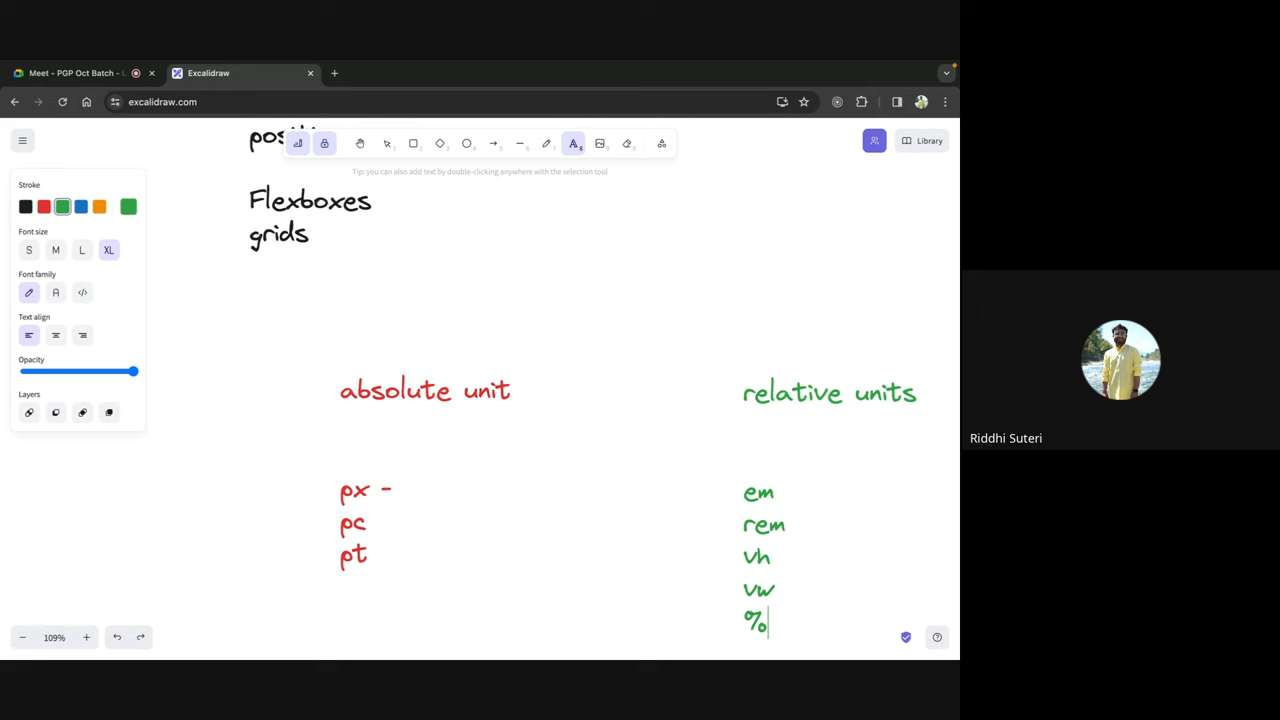 Meet - PGP Oct Batch -
Excalidraw
excalidraw.com
Library
Tip: you can also add text by double-clicking anywhere with the selection tool
Stroke
Font size
S M L XL
Font family
A
Text align
Opacity
Layers
Flexboxes
grids
absolute unit
relative units
px -
pc
pt
em
rem
vh
vw
%
109%
Riddhi Suteri